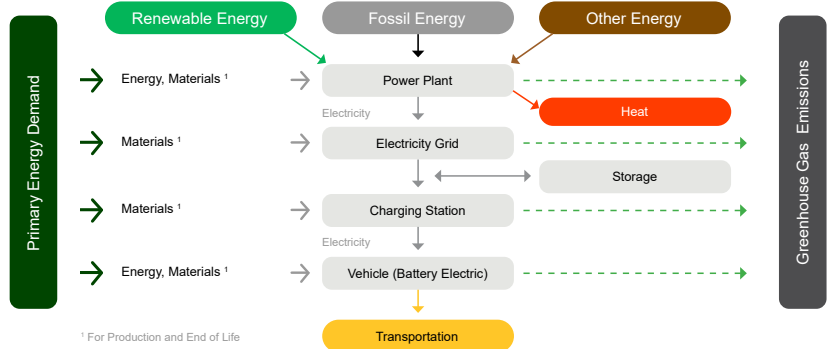 Renewable Energy
Fossil Energy
Other Energy
Primary Energy Demand
Greenhouse Gas Emissions
Energy, Materials ¹
Power Plant
Electricity
Heat
Materials ¹
Electricity Grid
Storage
Materials ¹
Charging Station
Electricity
Energy, Materials ¹
Vehicle (Battery Electric)
¹ For Production and End of Life
Transportation